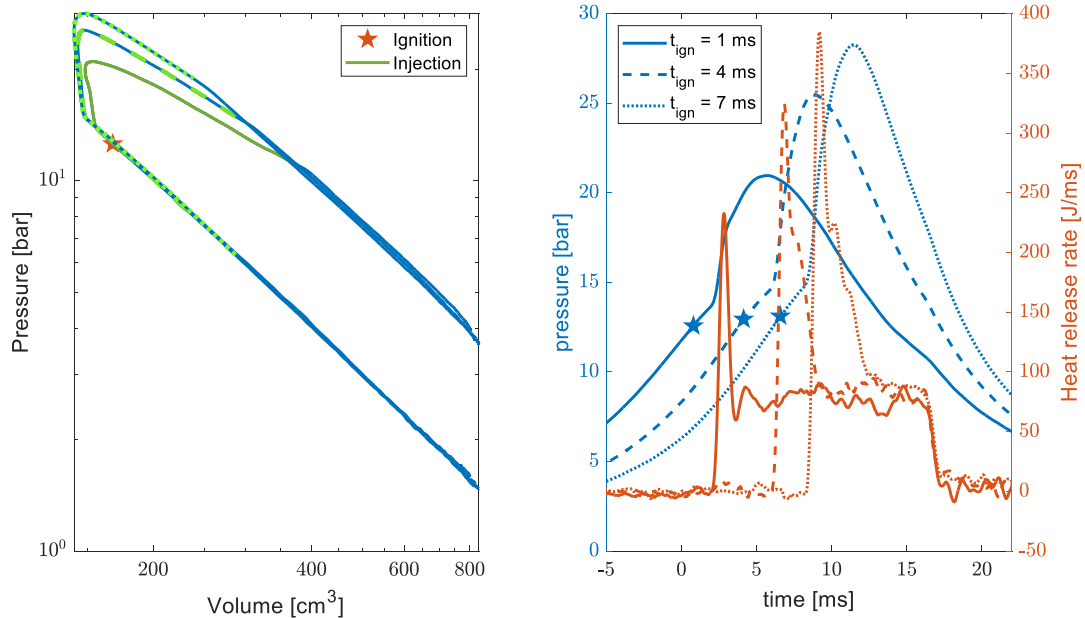 Ignition
Injection
10¹
10⁰
200
400
600
800
Pressure [bar]
Volume [cm³]
t_ign = 1 ms
t_ign = 4 ms
t_ign = 7 ms
30
25
20
15
10
5
0
400
350
300
250
200
150
100
50
0
-50
-5
0
5
10
15
20
pressure [bar]
Heat release rate [J/ms]
time [ms]